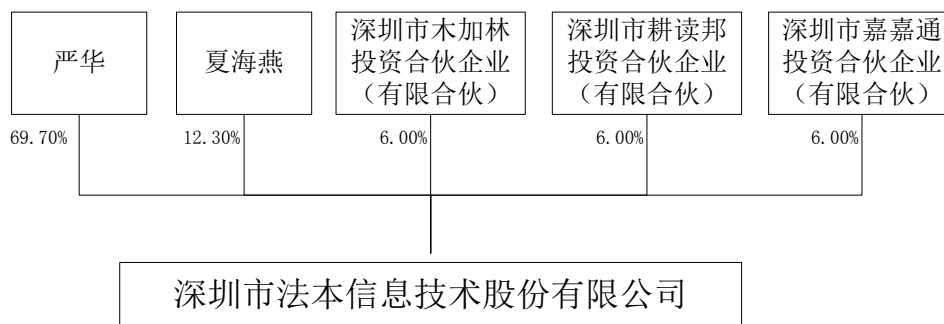 严华
夏海燕
深圳市木加林
投资合伙企业
（有限合伙）
深圳市耕读邦
投资合伙企业
（有限合伙）
深圳市嘉嘉通
投资合伙企业
（有限合伙）
69.70%
12.30%
6.00%
6.00%
6.00%
深圳市法本信息技术股份有限公司